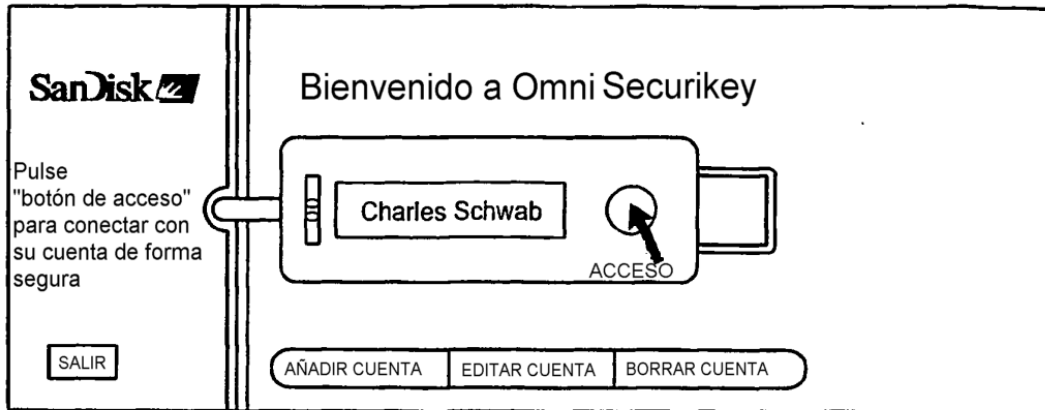 SanDisk
Bienvenido a Omni Securikey
Pulse
"botón de acceso"
para conectar con
su cuenta de forma
segura
Charles Schwab
ACCESO
SALIR
AÑADIR CUENTA
EDITAR CUENTA
BORRAR CUENTA